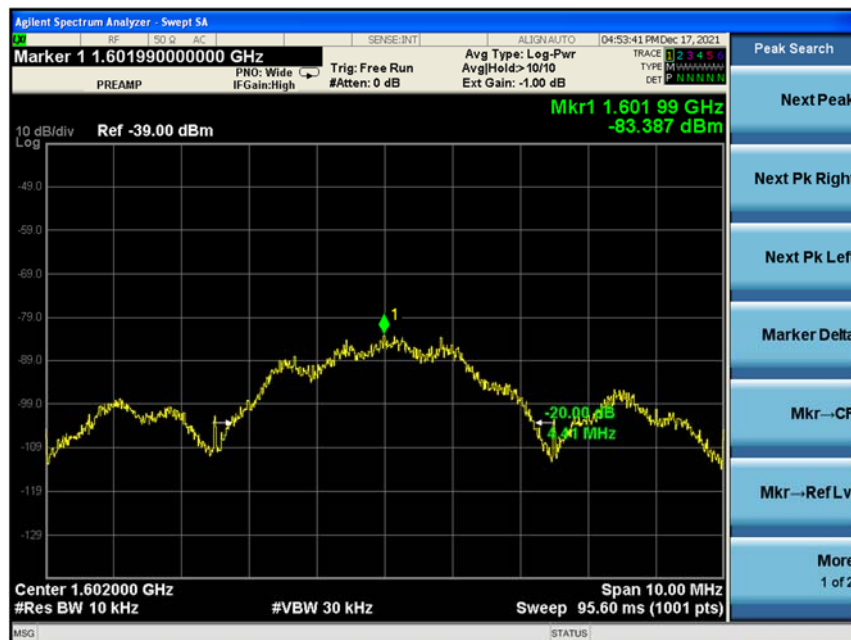 Agilent Spectrum Analyzer - Swept SA
LXI RF 50 Ω AC SENSE:INT ALIGN AUTO 04:53:41 PM Dec 17, 2021
Marker 1 1.601990000000 GHz
PREAMP
PNO: Wide
IFGain:High
Trig: Free Run
#Atten: 0 dB
Avg Type: Log-Pwr
Avg|Hold:>10/10
Ext Gain: -1.00 dB
TRACE 1 2 3 4 5 6
TYPE M WWWWW
DET P N N N N N
Mkr1 1.601 99 GHz
-83.387 dBm
10 dB/div Ref -39.00 dBm
Log
-49.0
-59.0
-69.0
-79.0
1
-89.0
-99.0
-20.00 dB
4.41 MHz
-109
-119
-129
Center 1.602000 GHz Span 10.00 MHz
#Res BW 10 kHz #VBW 30 kHz Sweep 95.60 ms (1001 pts)
MSG STATUS
Peak Search
Next Peak
Next Pk Right
Next Pk Left
Marker Delta
Mkr→CF
Mkr→Ref Lv
More
1 of 2